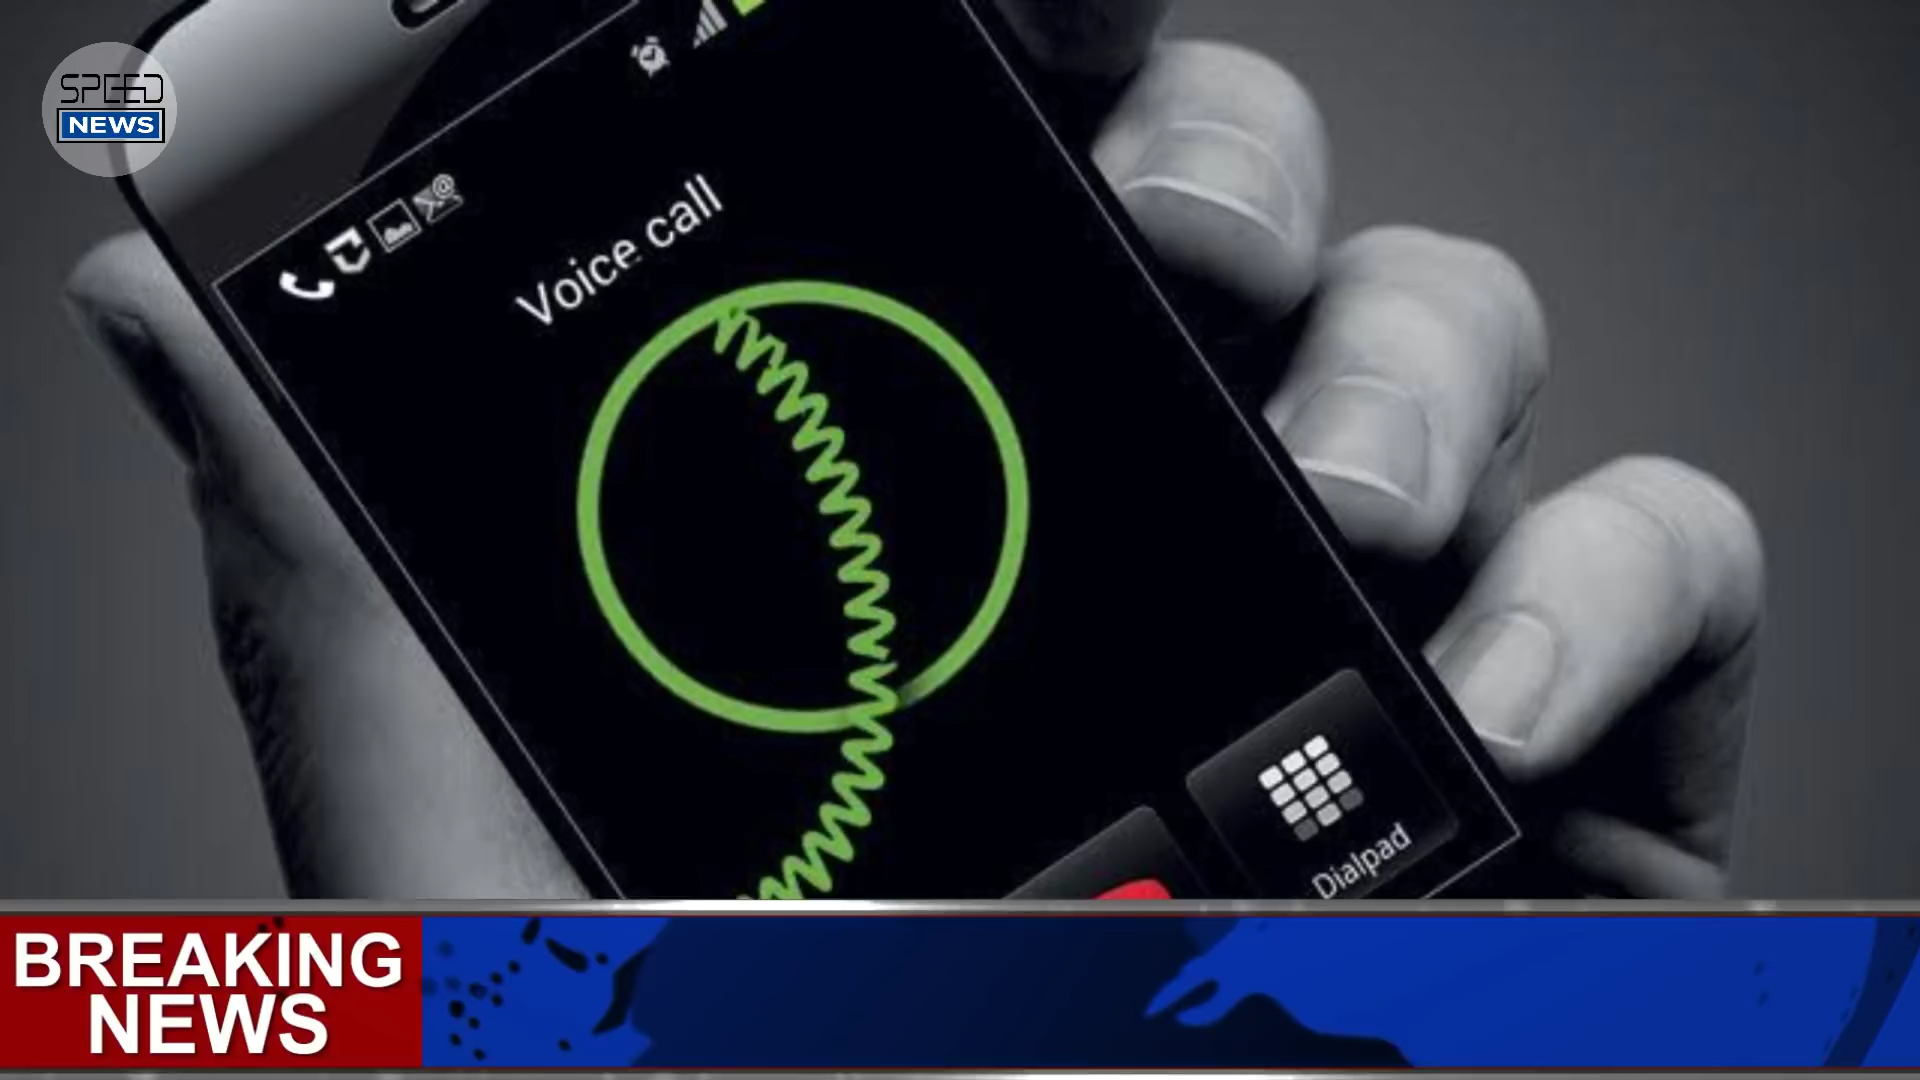 SPEED
NEWS
Voice call
Dialpad
BREAKING
NEWS